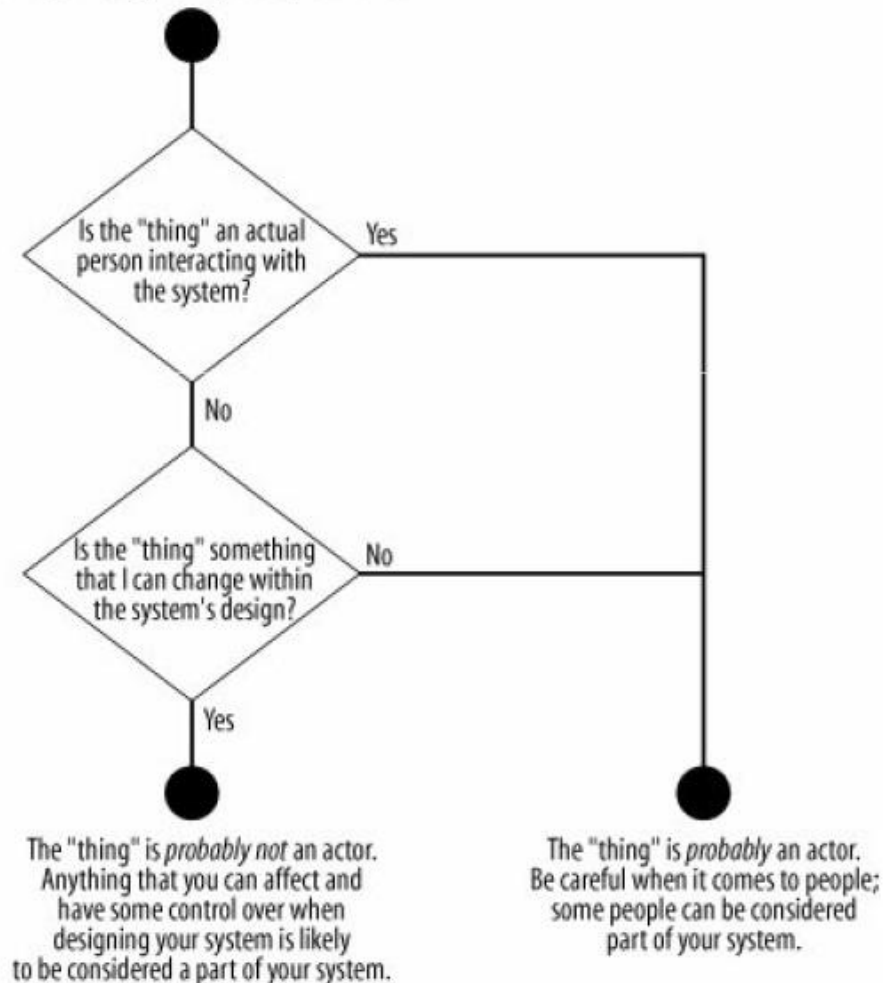 Is the "thing" an actual
person interacting with
the system?
Yes
No
Is the "thing" something
that I can change within
the system's design?
No
Yes
The "thing" is probably not an actor.
Anything that you can affect and
have some control over when
designing your system is likely
to be considered a part of your system.
The "thing" is probably an actor.
Be careful when it comes to people;
some people can be considered
part of your system.